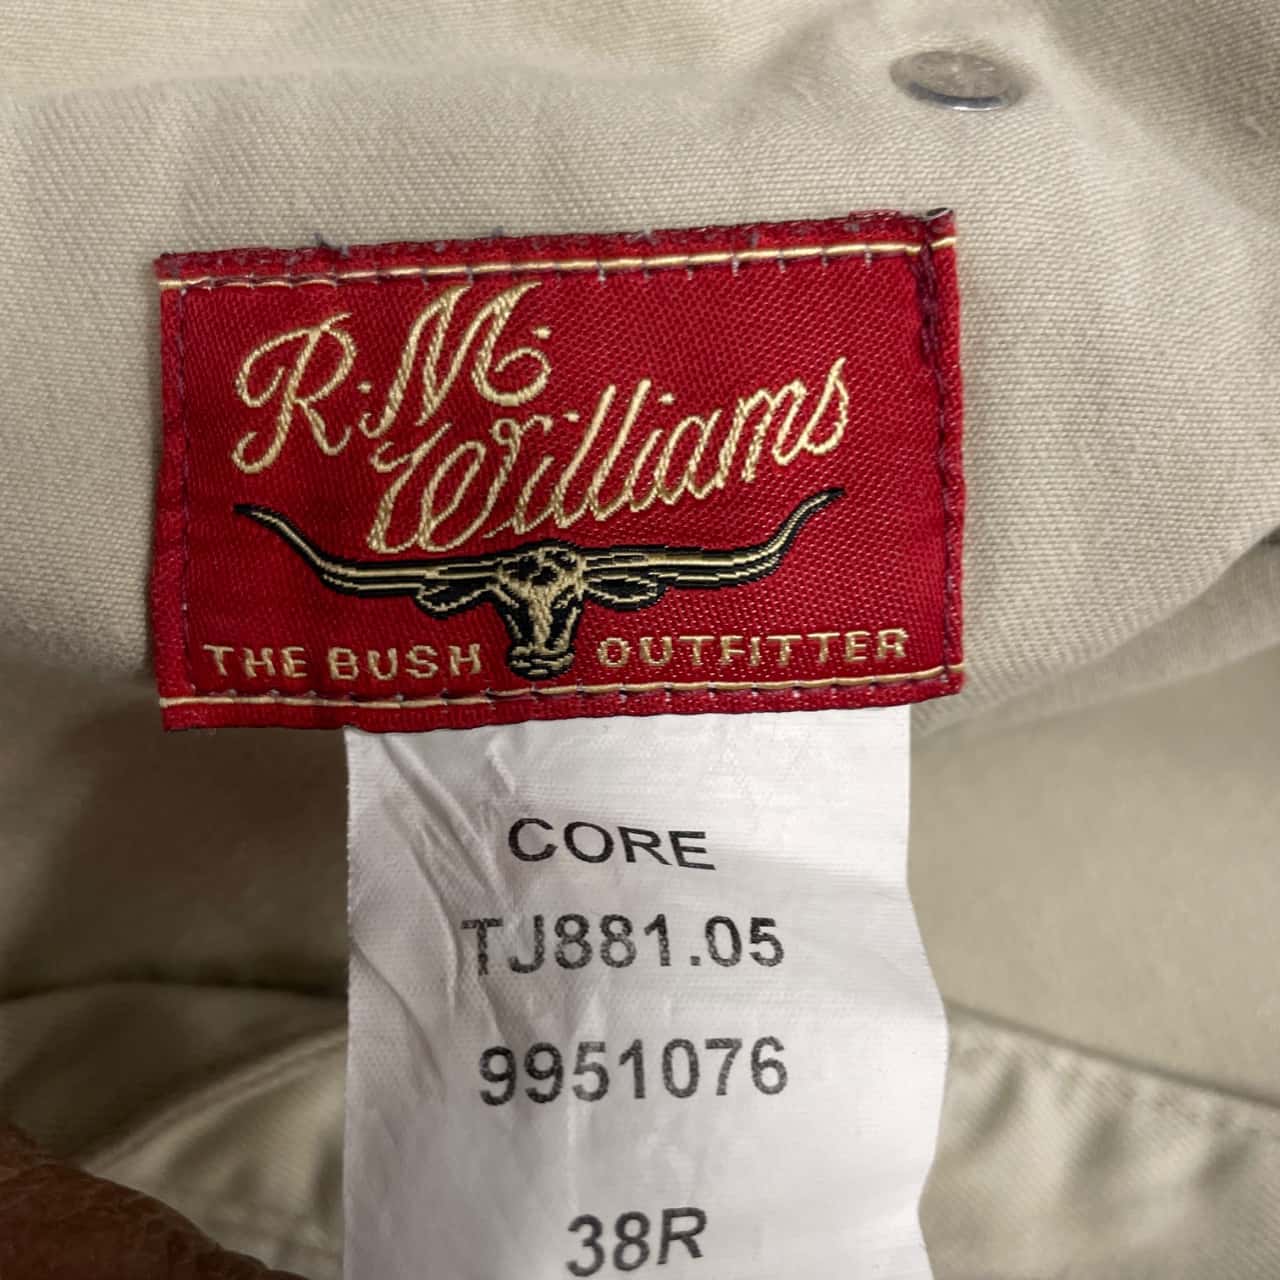 R.M.
Williams
THE BUSH OUTFITTER
CORE
TJ881.05
9951076
38R